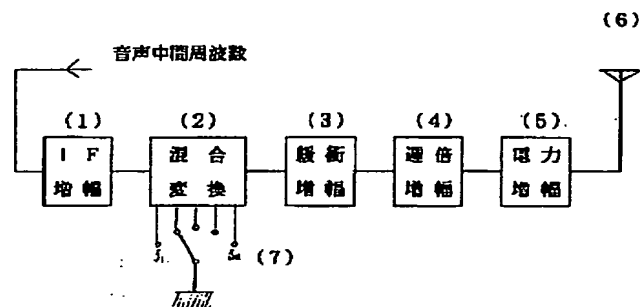 (6)
音声中間周波数
(1) (2) (3) (4) (5)
IF 混合 緩衝 逓倍 電力
増幅 変換 増幅 増幅 増幅
S₁ (7)